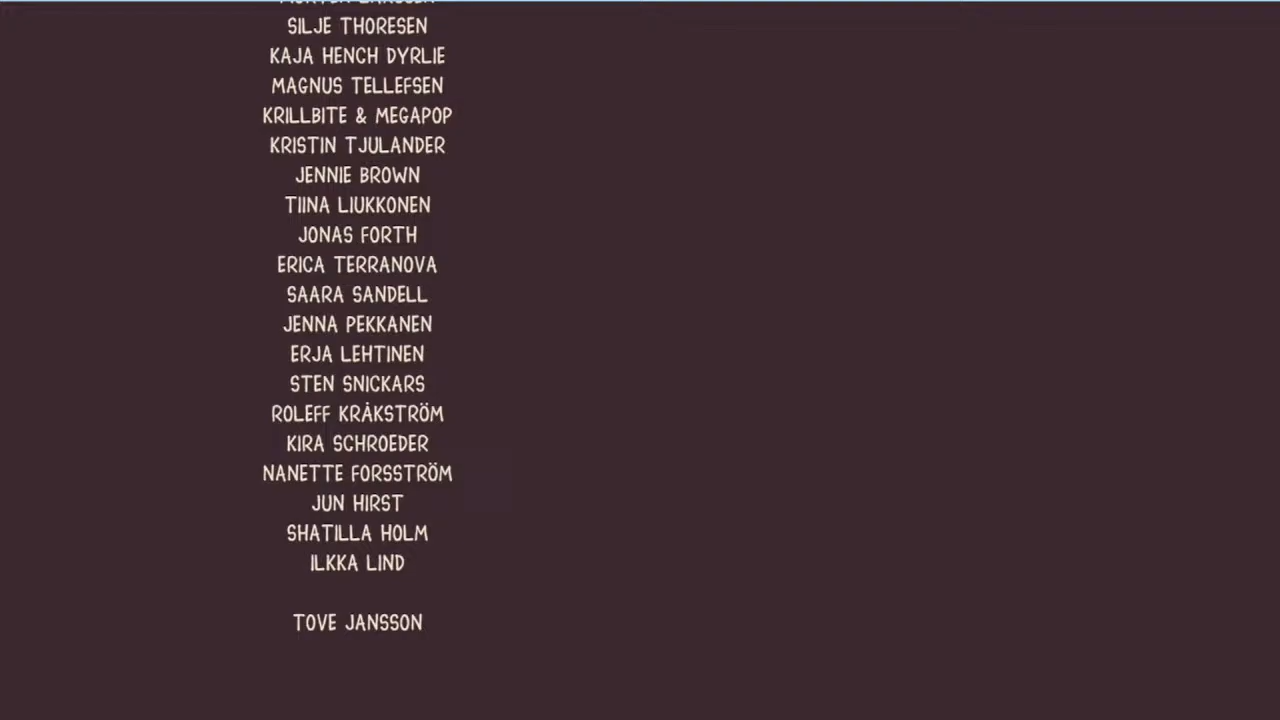 SILJE THORESEN
KAJA HENCH DYRLIE
MAGNUS TELLEFSEN
KRILLBITE & MEGAPOP
KRISTIN TJULANDER
JENNIE BROWN
TIINA LIUKKONEN
JONAS FORTH
ERICA TERRANOVA
SAARA SANDELL
JENNA PEKKANEN
ERJA LEHTINEN
STEN SNICKARS
ROLEFF KRÅKSTRÖM
KIRA SCHROEDER
NANETTE FORSSTRÖM
JUN HIRST
SHATILLA HOLM
ILKKA LIND
TOVE JANSSON